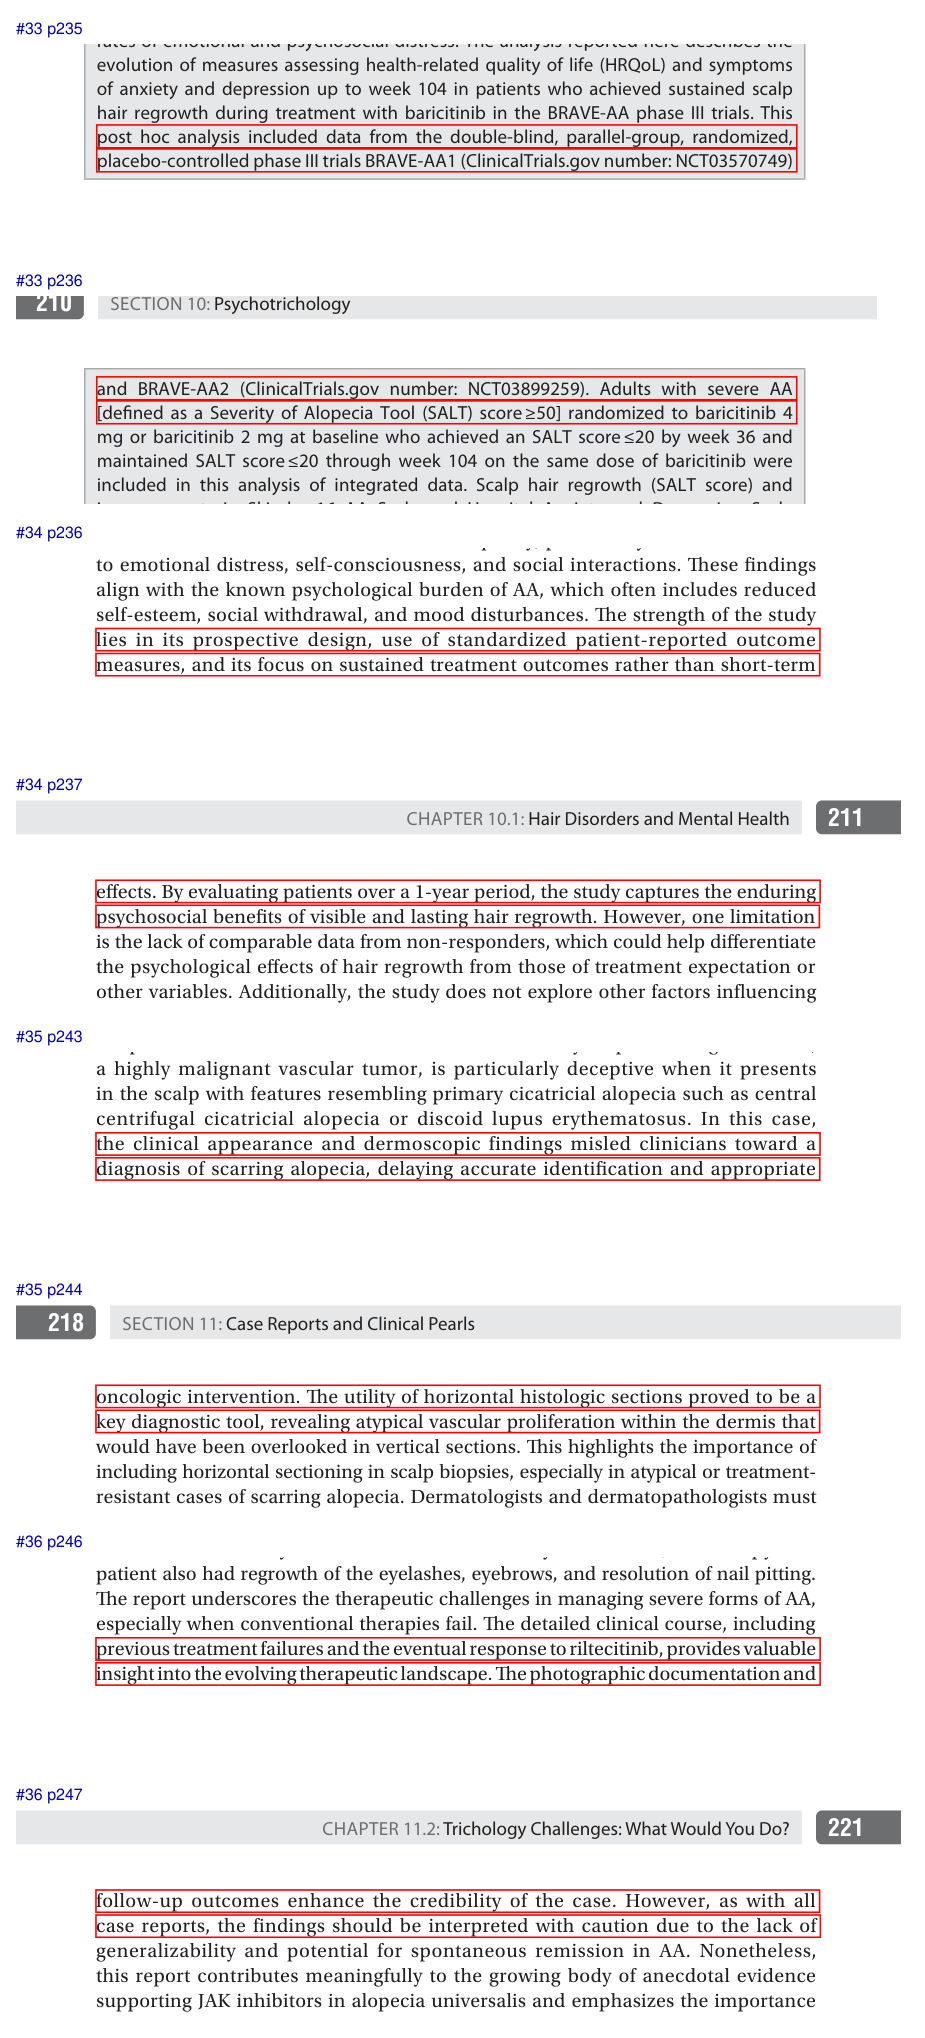 #33 p235
rates of emotional and psychosocial distress. The analysis reported here describes the
evolution of measures assessing health-related quality of life (HRQoL) and symptoms
of anxiety and depression up to week 104 in patients who achieved sustained scalp
hair regrowth during treatment with baricitinib in the BRAVE-AA phase III trials. This
post hoc analysis included data from the double-blind, parallel-group, randomized,
placebo-controlled phase III trials BRAVE-AA1 (ClinicalTrials.gov number: NCT03570749)
#33 p236
210 SECTION 10: Psychotrichology
and BRAVE-AA2 (ClinicalTrials.gov number: NCT03899259). Adults with severe AA
[defined as a Severity of Alopecia Tool (SALT) score ≥50] randomized to baricitinib 4
mg or baricitinib 2 mg at baseline who achieved an SALT score ≤20 by week 36 and
maintained SALT score ≤20 through week 104 on the same dose of baricitinib were
included in this analysis of integrated data. Scalp hair regrowth (SALT score) and
#34 p236
to emotional distress, self-consciousness, and social interactions. These findings
align with the known psychological burden of AA, which often includes reduced
self-esteem, social withdrawal, and mood disturbances. The strength of the study
lies in its prospective design, use of standardized patient-reported outcome
measures, and its focus on sustained treatment outcomes rather than short-term
#34 p237
CHAPTER 10.1: Hair Disorders and Mental Health 211
effects. By evaluating patients over a 1-year period, the study captures the enduring
psychosocial benefits of visible and lasting hair regrowth. However, one limitation
is the lack of comparable data from non-responders, which could help differentiate
the psychological effects of hair regrowth from those of treatment expectation or
other variables. Additionally, the study does not explore other factors influencing
#35 p243
a highly malignant vascular tumor, is particularly deceptive when it presents
in the scalp with features resembling primary cicatricial alopecia such as central
centrifugal cicatricial alopecia or discoid lupus erythematosus. In this case,
the clinical appearance and dermoscopic findings misled clinicians toward a
diagnosis of scarring alopecia, delaying accurate identification and appropriate
#35 p244
218 SECTION 11: Case Reports and Clinical Pearls
oncologic intervention. The utility of horizontal histologic sections proved to be a
key diagnostic tool, revealing atypical vascular proliferation within the dermis that
would have been overlooked in vertical sections. This highlights the importance of
including horizontal sectioning in scalp biopsies, especially in atypical or treatment-
resistant cases of scarring alopecia. Dermatologists and dermatopathologists must
#36 p246
patient also had regrowth of the eyelashes, eyebrows, and resolution of nail pitting.
The report underscores the therapeutic challenges in managing severe forms of AA,
especially when conventional therapies fail. The detailed clinical course, including
previous treatment failures and the eventual response to riltecitinib, provides valuable
insight into the evolving therapeutic landscape. The photographic documentation and
#36 p247
CHAPTER 11.2: Trichology Challenges: What Would You Do? 221
follow-up outcomes enhance the credibility of the case. However, as with all
case reports, the findings should be interpreted with caution due to the lack of
generalizability and potential for spontaneous remission in AA. Nonetheless,
this report contributes meaningfully to the growing body of anecdotal evidence
supporting JAK inhibitors in alopecia universalis and emphasizes the importance